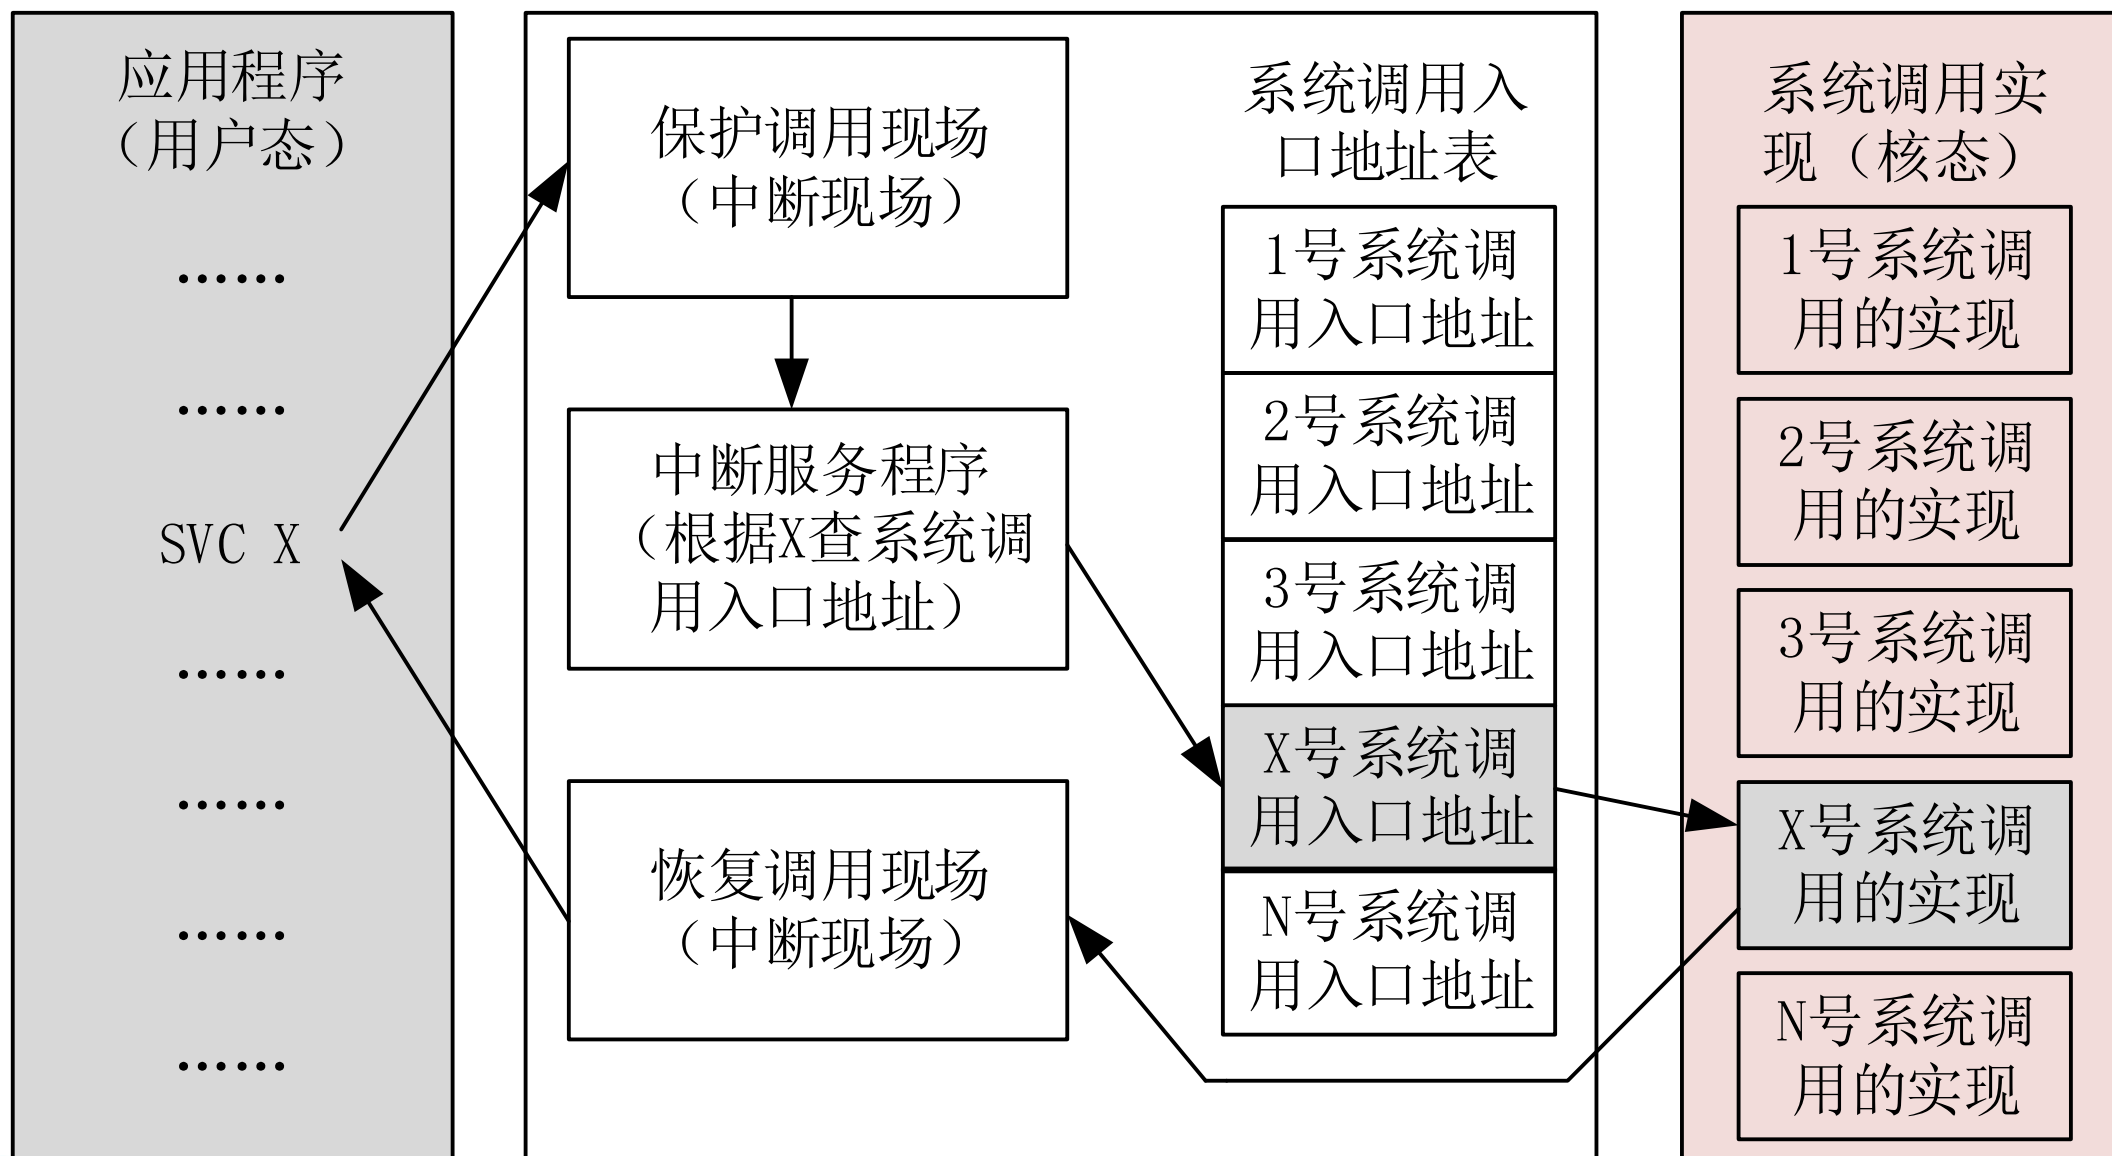 应用程序
（用户态）
……
……
SVC X
……
……
……
……
保护调用现场
（中断现场）
中断服务程序
（根据X查系统调
用入口地址）
恢复调用现场
（中断现场）
系统调用入
口地址表
1号系统调
用入口地址
2号系统调
用入口地址
3号系统调
用入口地址
X号系统调
用入口地址
N号系统调
用入口地址
系统调用实
现（核态）
1号系统调
用的实现
2号系统调
用的实现
3号系统调
用的实现
X号系统调
用的实现
N号系统调
用的实现